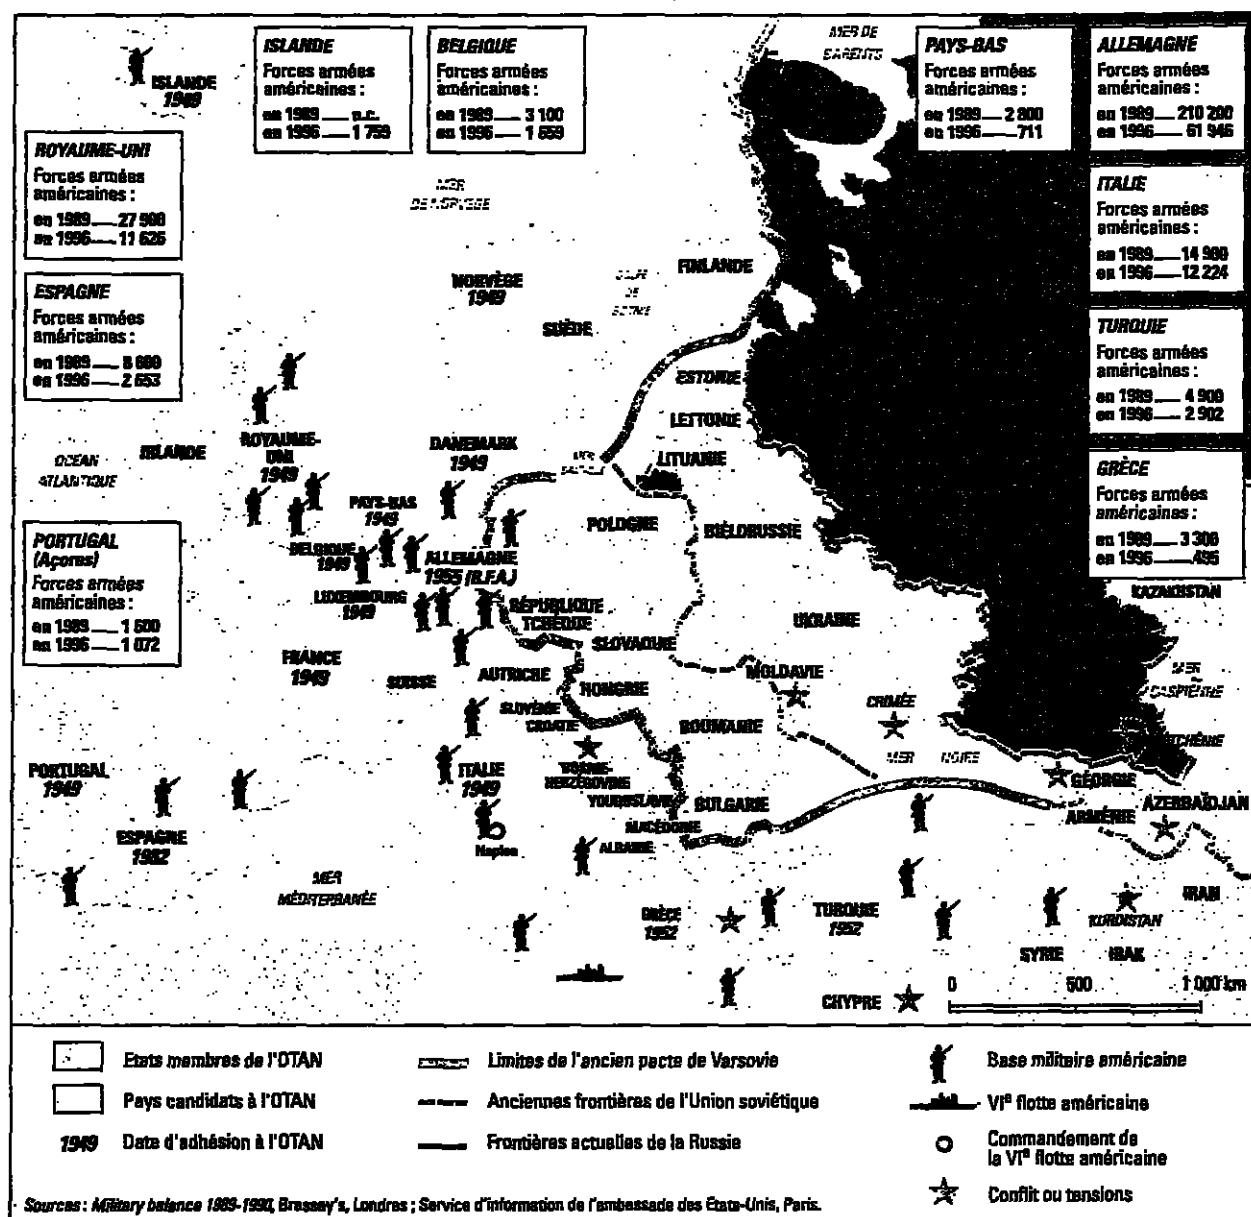 ISLANDE
1949
ISLANDE
Forces armées
américaines :
en 1989 n.c.
en 1996 1 759
BELGIQUE
Forces armées
américaines :
en 1989 3 100
en 1996 1 659
MER DE
BARENTS
PAYS-BAS
Forces armées
américaines :
en 1989 2 800
en 1996 711
ALLEMAGNE
Forces armées
américaines :
en 1989 210 200
en 1996 61 946
ROYAUME-UNI
Forces armées
américaines :
en 1989 27 900
en 1996 11 626
ITALIE
Forces armées
américaines :
en 1989 14 900
en 1996 12 224
ESPAGNE
Forces armées
américaines :
en 1989 8 600
en 1996 2 653
TURQUIE
Forces armées
américaines :
en 1989 4 900
en 1996 2 902
GRÈCE
Forces armées
américaines :
en 1989 3 300
en 1996 495
PORTUGAL
(Açores)
Forces armées
américaines :
en 1989 1 600
en 1996 1 072
MER
DE NORVEGE
NORVÈGE
1949
SUÈDE
DE
FINLANDE
ESTONIE
LETTONIE
LITUANIE
OCEAN
ATLANTIQUE
ISLANDE
ROYAUME-
UNI
1949
DANEMARK
1949
MER
PAYS-BAS
1949
BELGIQUE
1949
ALLEMAGNE
1955 (R.F.A.)
LUXEMBOURG
1949
POLOGNE
BIÉLORUSSIE
RÉPUBLIQUE
TCHÈQUE
SLOVAQUIE
UKRAINE
KAZAKHSTAN
FRANCE
1949
SUISSE
AUTRICHE
HONGRIE
MOLDAVIE
CRIMÉE
MER
CASPIENNE
SLOVÉNIE
CROATIE
ROUMANIE
MER NOIRE
TCHÉNIE
PORTUGAL
1949
ESPAGNE
1982
ITALIE
1949
Naples
BOSNIE-
HERZÉGOVINE
YOUGOSLAVIE
BULGARIE
MACÉDOINE
ALBANIE
GÉORGIE
ARMÉNIE
AZERBAÏDJAN
MER
MÉDITERRANÉE
GRÈCE
1952
TURQUIE
1952
KURDISTAN
IRAN
SYRIE
IRAK
CHYPRE
0 500 1 000 km
Etats membres de l'OTAN
Pays candidats à l'OTAN
1949 Date d'adhésion à l'OTAN
Limites de l'ancien pacte de Varsovie
Anciennes frontières de l'Union soviétique
Frontières actuelles de la Russie
Base militaire américaine
VIe flotte américaine
Commandement de
la VIe flotte américaine
Conflit ou tensions
Sources : Military balance 1989-1990, Brassey's, Londres ; Service d'information de l'ambassade des Etats-Unis, Paris.